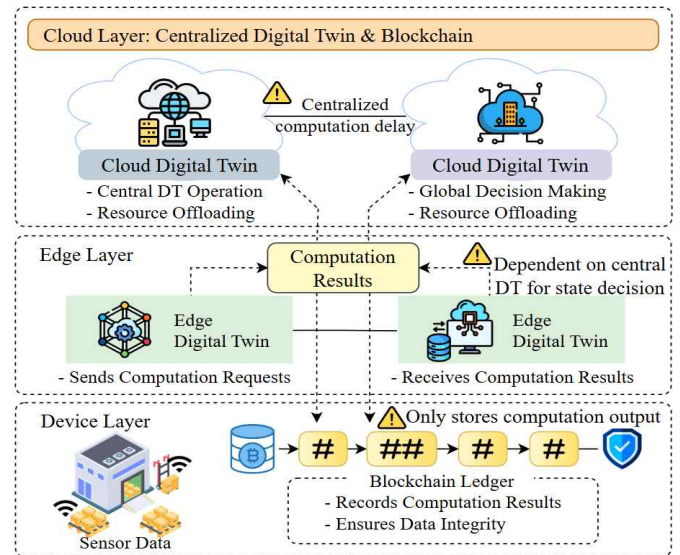 Cloud Layer: Centralized Digital Twin & Blockchain
Centralized
computation delay
Cloud Digital Twin
- Central DT Operation
- Resource Offloading
Cloud Digital Twin
- Global Decision Making
- Resource Offloading
Edge Layer
Computation
Results
Dependent on central
DT for state decision
Edge
Digital Twin
- Sends Computation Requests
Edge
Digital Twin
- Receives Computation Results
Device Layer
Only stores computation output
# ## # #
Blockchain Ledger
- Records Computation Results
- Ensures Data Integrity
Sensor Data